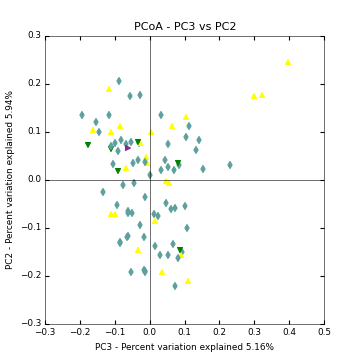 PCoA - PC3 vs PC2
0.3
0.2
0.1
0.0
−0.1
−0.2
−0.3
PC2 - Percent variation explained 5.94%
−0.3 −0.2 −0.1 0.0 0.1 0.2 0.3 0.4 0.5
PC3 - Percent variation explained 5.16%